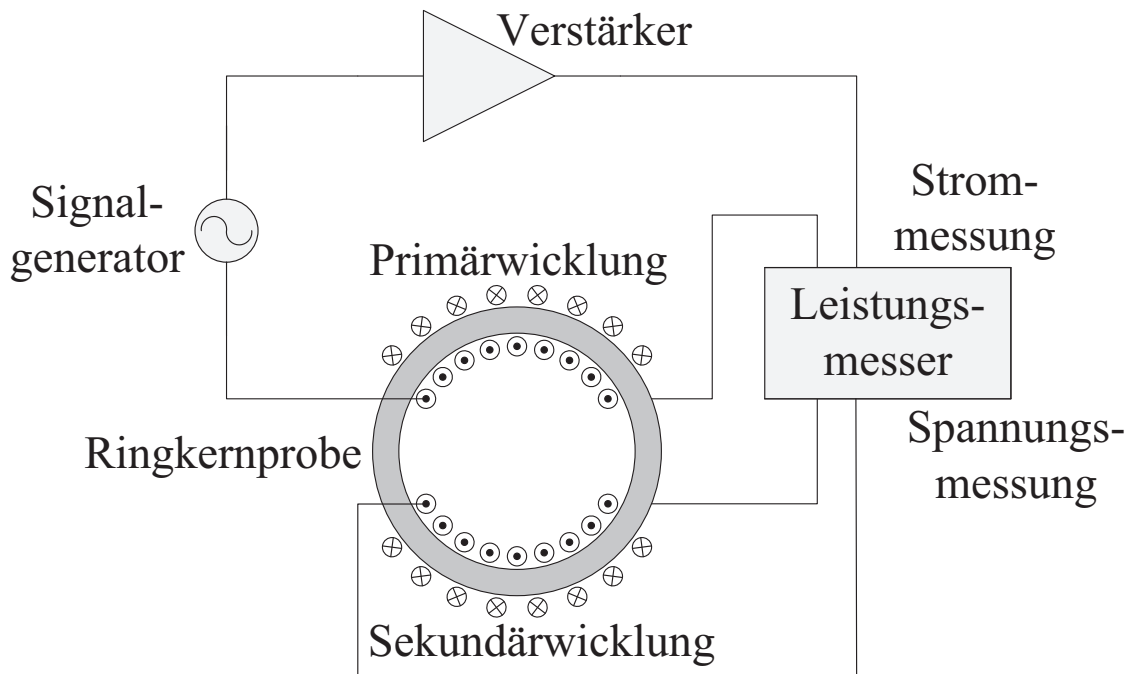 Verstärker
Signal-
generator
Strom-
messung
Primärwicklung
Leistungs-
messer
Ringkernprobe
Spannungs-
messung
Sekundärwicklung